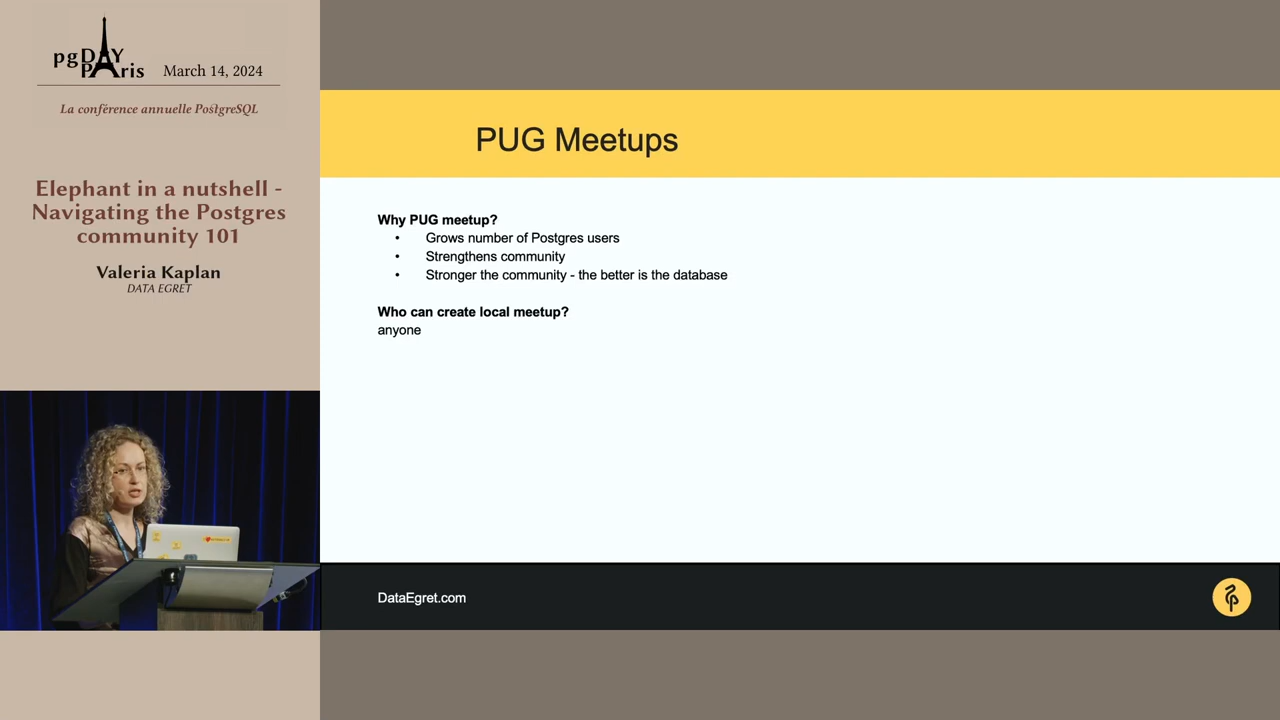 pgDAY
PAris
March 14, 2024
La conférence annuelle PostgreSQL
Elephant in a nutshell -
Navigating the Postgres
community 101
Valeria Kaplan
DATA EGRET
PUG Meetups
Why PUG meetup?
• Grows number of Postgres users
• Strengthens community
• Stronger the community - the better is the database
Who can create local meetup?
anyone
DataEgret.com